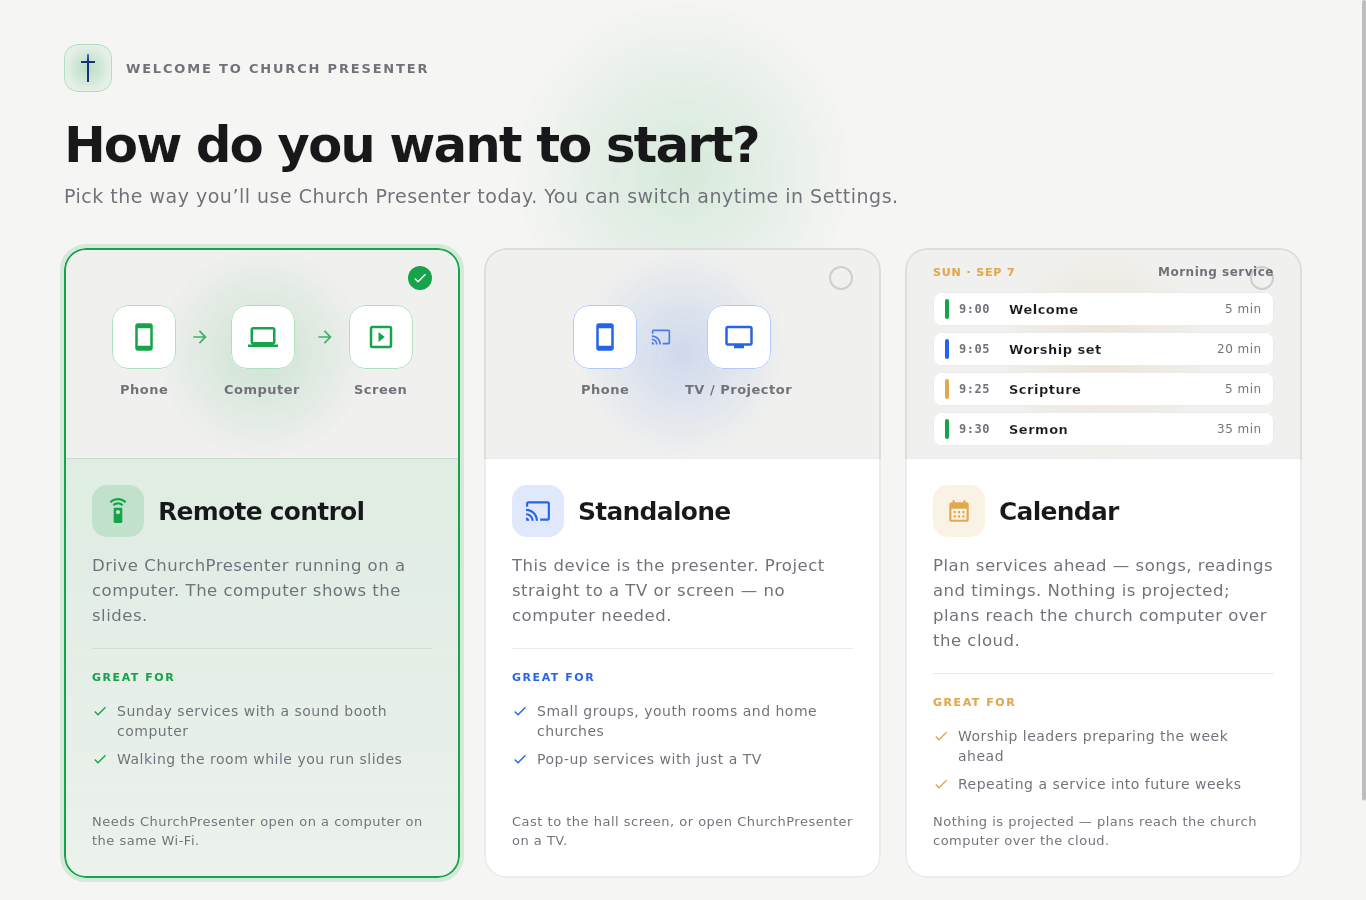 WELCOME TO CHURCH PRESENTER
How do you want to start?
Pick the way you’ll use Church Presenter today. You can switch anytime in Settings.
Phone
Computer
Screen
Remote control
Drive ChurchPresenter running on a
computer. The computer shows the
slides.
GREAT FOR
Sunday services with a sound booth
computer
Walking the room while you run slides
Needs ChurchPresenter open on a computer on
the same Wi-Fi.
Phone
TV / Projector
Standalone
This device is the presenter. Project
straight to a TV or screen — no
computer needed.
GREAT FOR
Small groups, youth rooms and home
churches
Pop-up services with just a TV
Cast to the hall screen, or open ChurchPresenter
on a TV.
SUN · SEP 7 Morning service
9:00 Welcome 5 min
9:05 Worship set 20 min
9:25 Scripture 5 min
9:30 Sermon 35 min
Calendar
Plan services ahead — songs, readings
and timings. Nothing is projected;
plans reach the church computer over
the cloud.
GREAT FOR
Worship leaders preparing the week
ahead
Repeating a service into future weeks
Nothing is projected — plans reach the church
computer over the cloud.